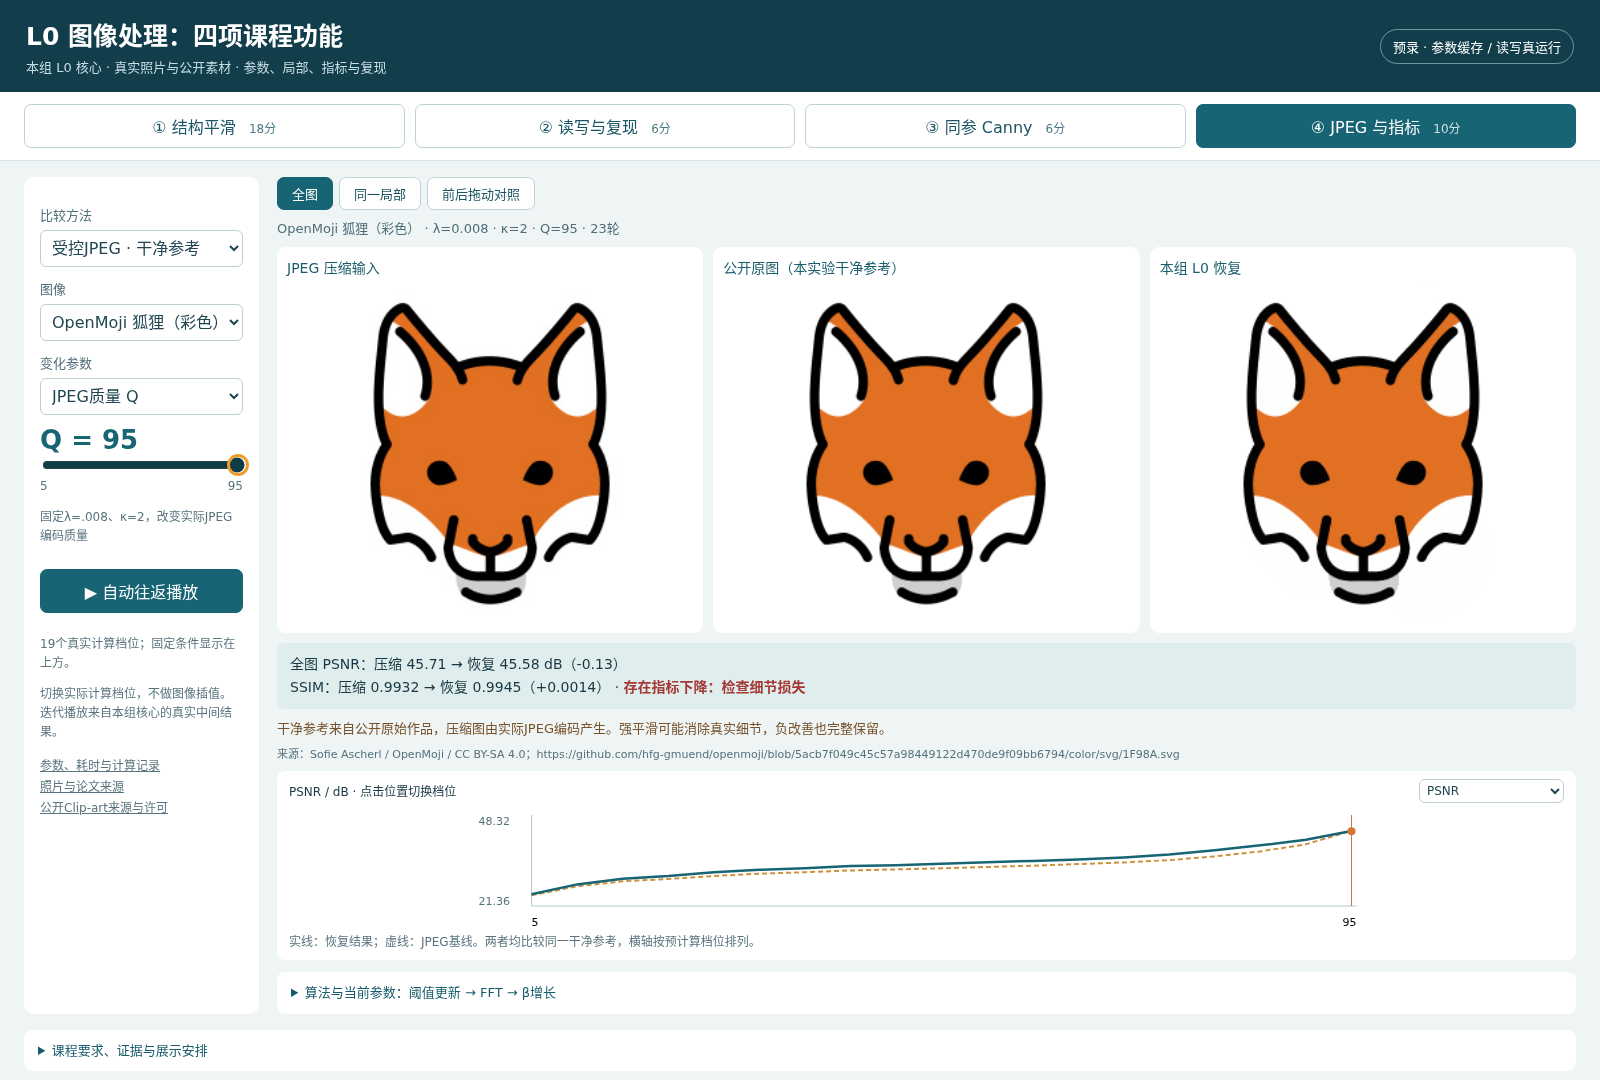 L0 图像处理：四项课程功能
本组 L0 核心 · 真实照片与公开素材 · 参数、局部、指标与复现
预录 · 参数缓存 / 读写真运行
① 结构平滑 18分
② 读写与复现 6分
③ 同参 Canny 6分
④ JPEG 与指标 10分
比较方法
受控JPEG · 干净参考
图像
OpenMoji 狐狸（彩色）
变化参数
JPEG质量 Q
Q = 95
5 95
固定λ=.008、κ=2，改变实际JPEG
编码质量
▶ 自动往返播放
19个真实计算档位；固定条件显示在
上方。
切换实际计算档位，不做图像插值。
迭代播放来自本组核心的真实中间结
果。
参数、耗时与计算记录
照片与论文来源
公开Clip-art来源与许可
全图
同一局部
前后拖动对照
OpenMoji 狐狸（彩色） · λ=0.008 · κ=2 · Q=95 · 23轮
JPEG 压缩输入
公开原图（本实验干净参考）
本组 L0 恢复
全图 PSNR：压缩 45.71 → 恢复 45.58 dB（-0.13）
SSIM：压缩 0.9932 → 恢复 0.9945（+0.0014） · 存在指标下降：检查细节损失
干净参考来自公开原始作品，压缩图由实际JPEG编码产生。强平滑可能消除真实细节，负改善也完整保留。
来源：Sofie Ascherl / OpenMoji / CC BY-SA 4.0；https://github.com/hfg-gmuend/openmoji/blob/5acb7f049c45c57a98449122d470de9f09bb6794/color/svg/1F98A.svg
PSNR / dB · 点击位置切换档位
PSNR
48.32
21.36
5 95
实线：恢复结果；虚线：JPEG基线。两者均比较同一干净参考，横轴按预计算档位排列。
▶ 算法与当前参数：阈值更新 → FFT → β增长
▶ 课程要求、证据与展示安排